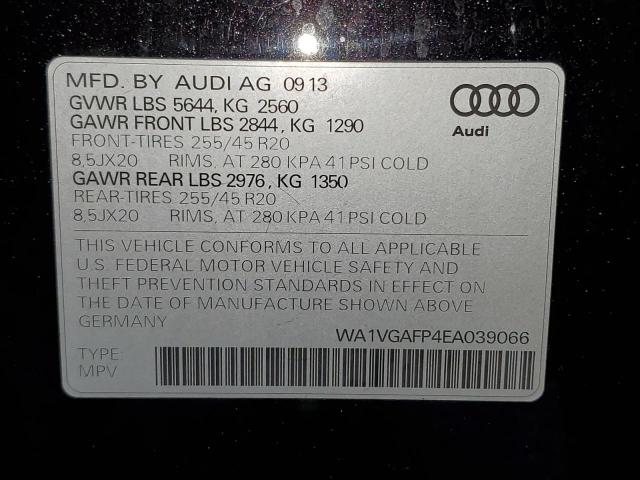 MFD. BY AUDI AG 09 13
GVWR LBS 5644, KG 2560
GAWR FRONT LBS 2844, KG 1290
FRONT-TIRES 255/45 R20
8,5JX20 RIMS, AT 280 KPA 41 PSI COLD
GAWR REAR LBS 2976, KG 1350
REAR-TIRES 255/45 R20
8,5JX20 RIMS, AT 280 KPA 41 PSI COLD
Audi
THIS VEHICLE CONFORMS TO ALL APPLICABLE
U.S. FEDERAL MOTOR VEHICLE SAFETY AND
THEFT PREVENTION STANDARDS IN EFFECT ON
THE DATE OF MANUFACTURE SHOWN ABOVE
GERMANY
WA1VGAFP4EA039066
TYPE:
MPV